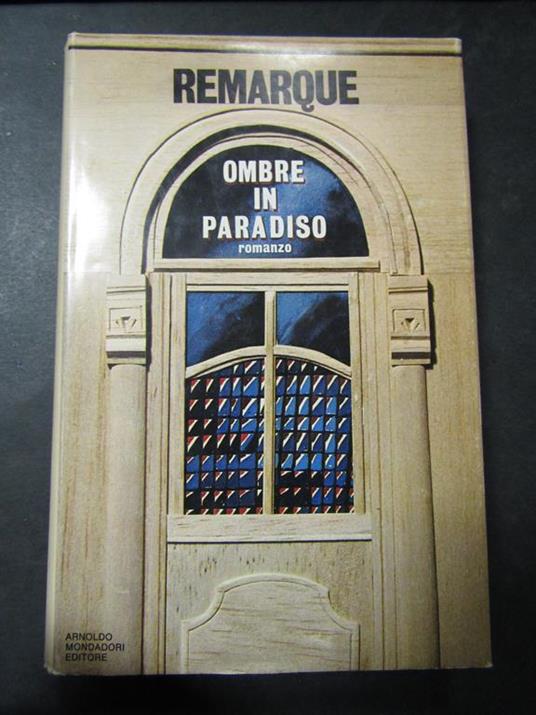 REMARQUE
OMBRE
IN
PARADISO
romanzo
ARNOLDO
MONDADORI
EDITORE